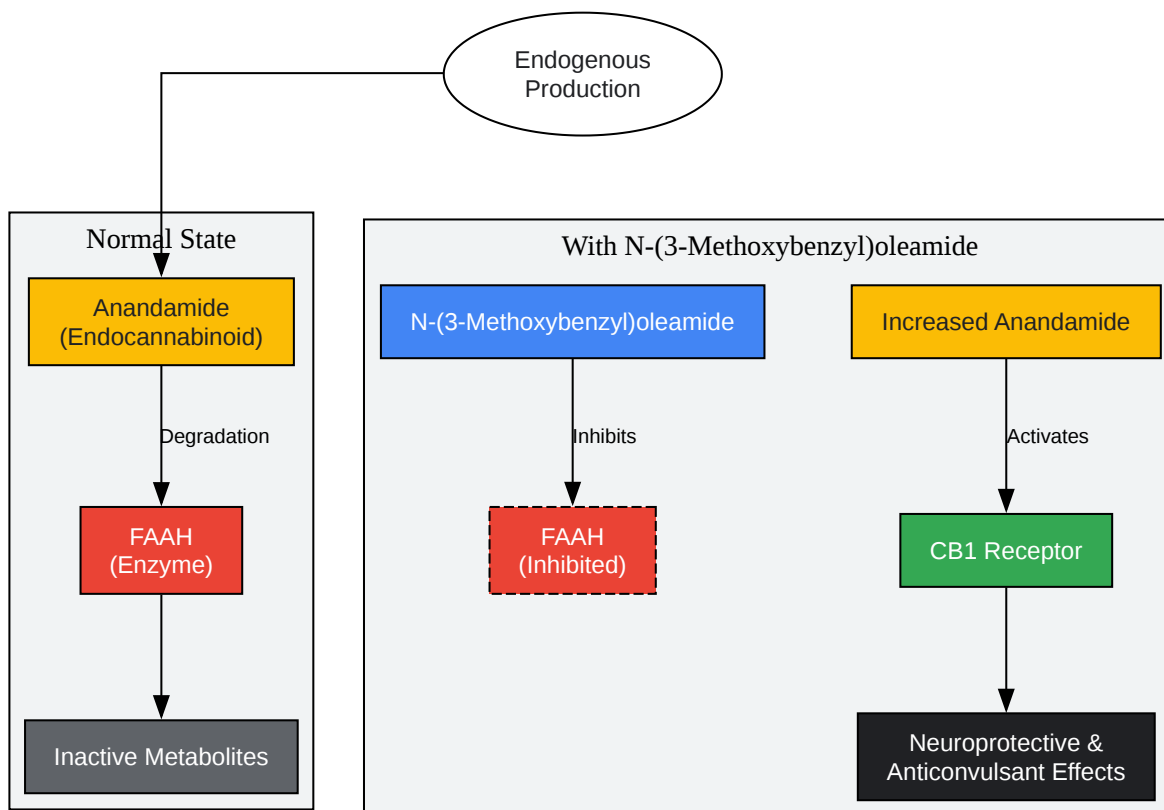 Endogenous
Production
Normal State
Anandamide
(Endocannabinoid)
Degradation
FAAH
(Enzyme)
Inactive Metabolites
With N-(3-Methoxybenzyl)oleamide
N-(3-Methoxybenzyl)oleamide
Increased Anandamide
Inhibits
Activates
FAAH
(Inhibited)
CB1 Receptor
Neuroprotective &
Anticonvulsant Effects